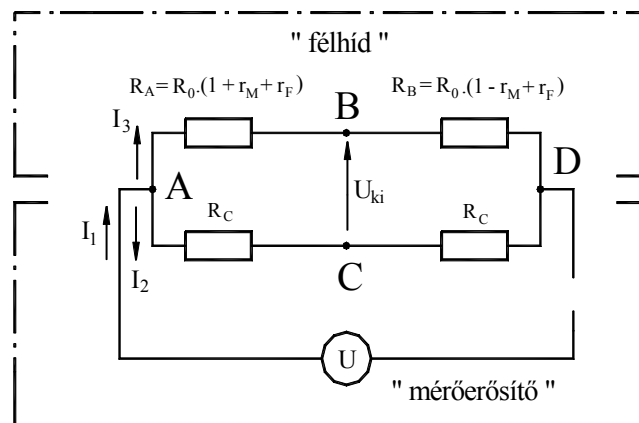 " félhíd "
R_A = R_0.(1 + r_M + r_F)
R_B = R_0.(1 - r_M + r_F)
B
I_3
A
D
U_ki
R_C
R_C
I_1
I_2
C
U
" mérőerősítő "